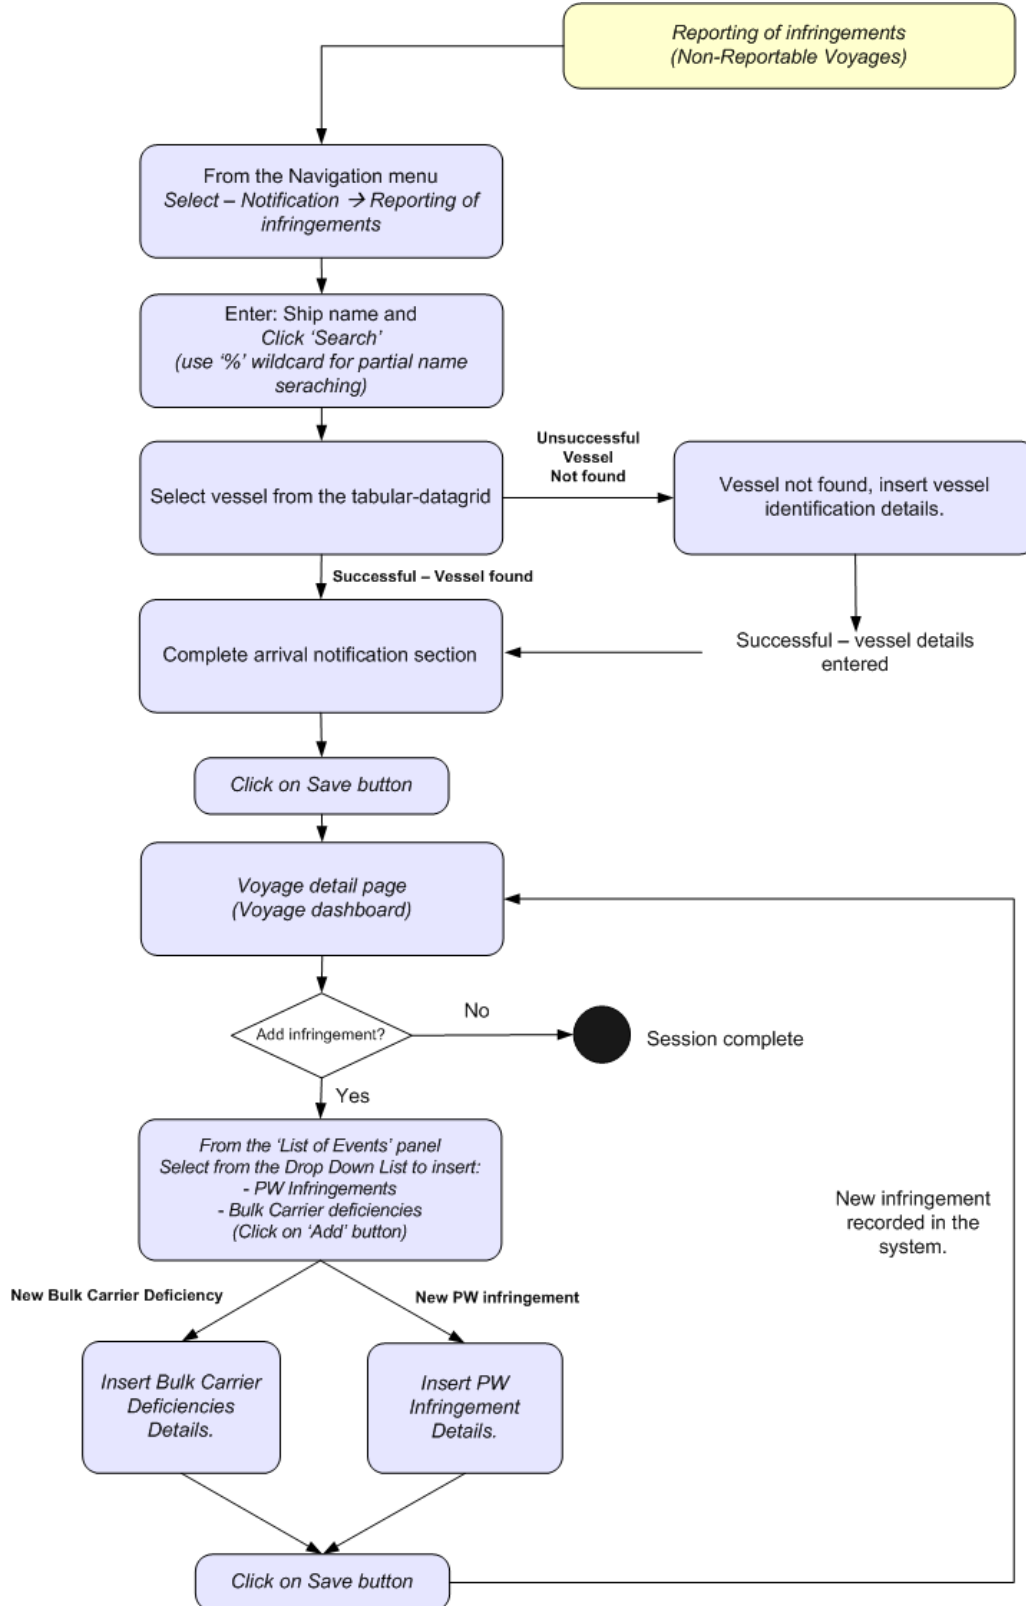 Reporting of infringements
(Non-Reportable Voyages)
From the Navigation menu
Select – Notification → Reporting of
infringements
Enter: Ship name and
Click ‘Search’
(use ‘%’ wildcard for partial name
seraching)
Select vessel from the tabular-datagrid
Unsuccessful
Vessel
Not found
Vessel not found, insert vessel
identification details.
Successful – Vessel found
Successful – vessel details
entered
Complete arrival notification section
Click on Save button
Voyage detail page
(Voyage dashboard)
Add infringement?
No
Session complete
Yes
From the ‘List of Events’ panel
Select from the Drop Down List to insert:
- PW Infringements
- Bulk Carrier deficiencies
(Click on ‘Add’ button)
New infringement
recorded in the
system.
New Bulk Carrier Deficiency
New PW infringement
Insert Bulk Carrier
Deficiencies
Details.
Insert PW
Infringement
Details.
Click on Save button